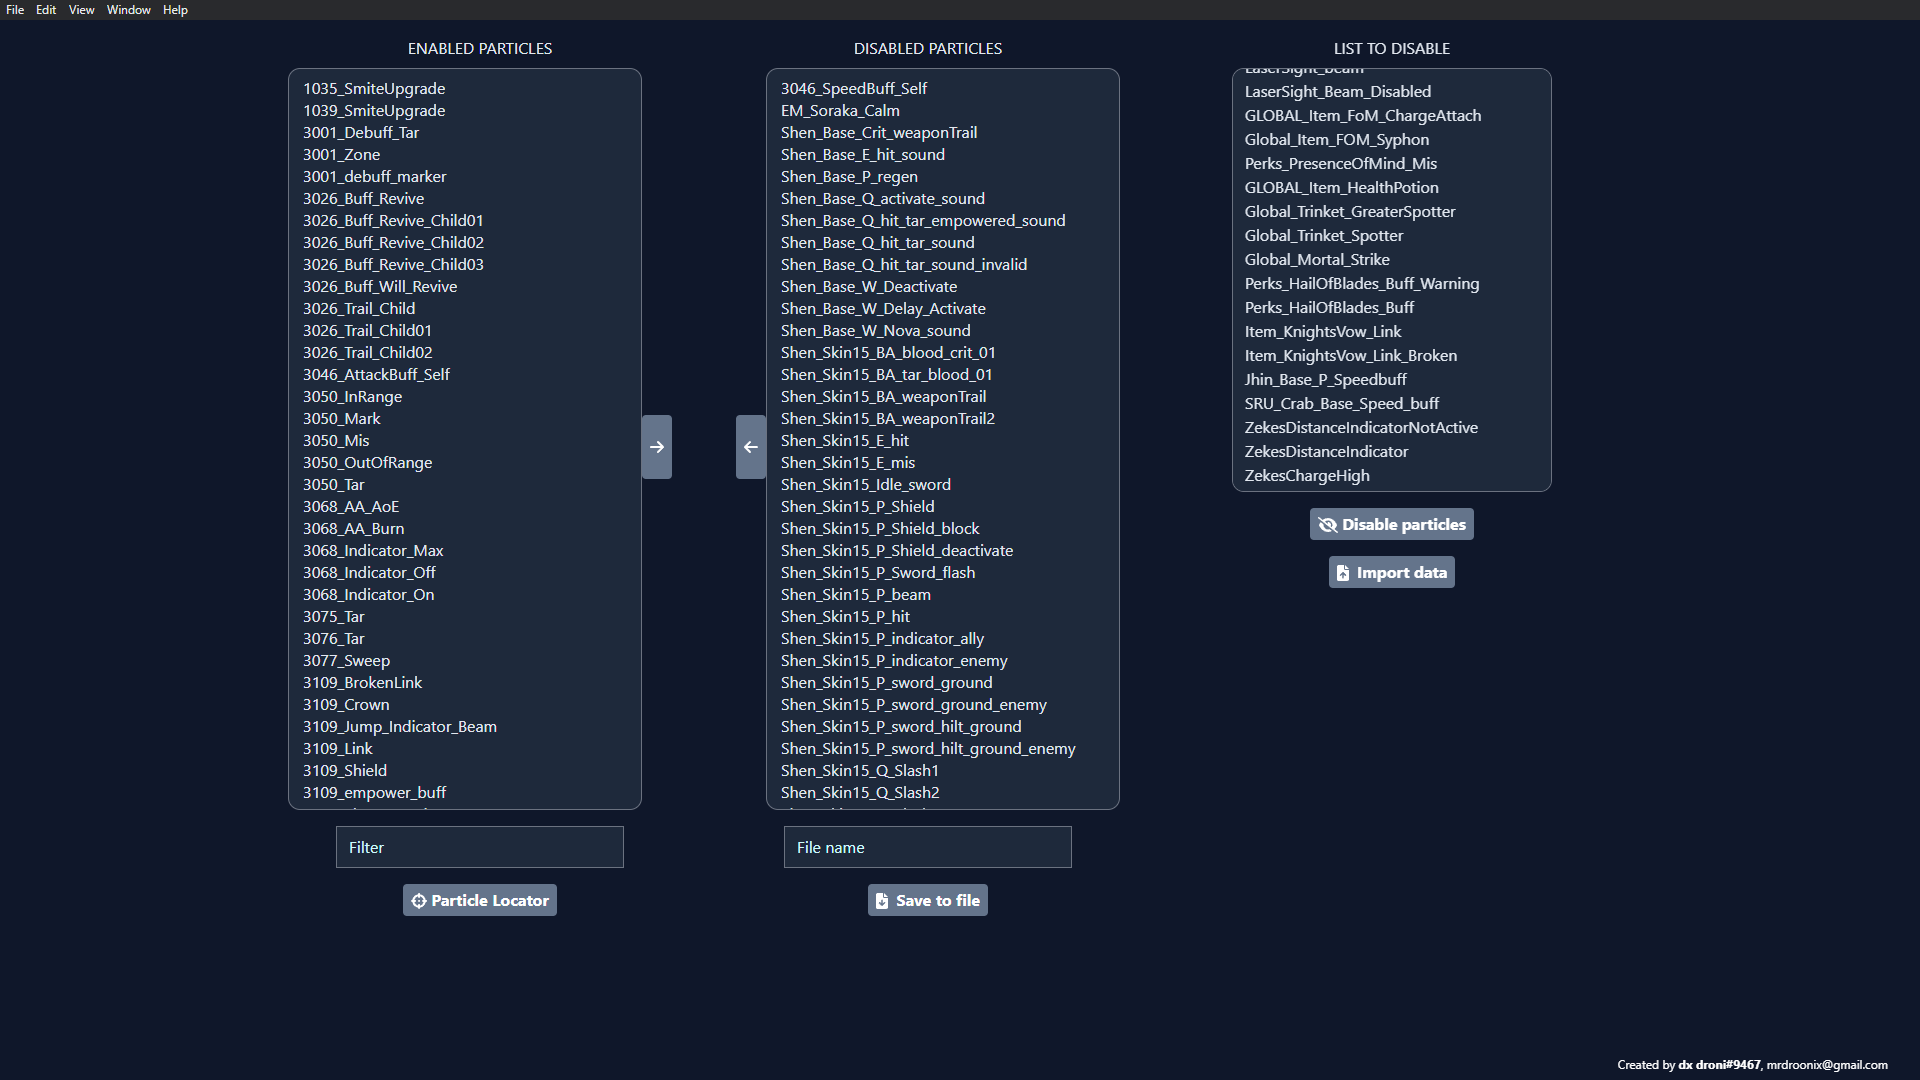 File Edit View Window Help
ENABLED PARTICLES
1035_SmiteUpgrade
1039_SmiteUpgrade
3001_Debuff_Tar
3001_Zone
3001_debuff_marker
3026_Buff_Revive
3026_Buff_Revive_Child01
3026_Buff_Revive_Child02
3026_Buff_Revive_Child03
3026_Buff_Will_Revive
3026_Trail_Child
3026_Trail_Child01
3026_Trail_Child02
3046_AttackBuff_Self
3050_InRange
3050_Mark
3050_Mis
3050_OutOfRange
3050_Tar
3068_AA_AoE
3068_AA_Burn
3068_Indicator_Max
3068_Indicator_Off
3068_Indicator_On
3075_Tar
3076_Tar
3077_Sweep
3109_BrokenLink
3109_Crown
3109_Jump_Indicator_Beam
3109_Link
3109_Shield
3109_empower_buff
Filter
Particle Locator
DISABLED PARTICLES
3046_SpeedBuff_Self
EM_Soraka_Calm
Shen_Base_Crit_weaponTrail
Shen_Base_E_hit_sound
Shen_Base_P_regen
Shen_Base_Q_activate_sound
Shen_Base_Q_hit_tar_empowered_sound
Shen_Base_Q_hit_tar_sound
Shen_Base_Q_hit_tar_sound_invalid
Shen_Base_W_Deactivate
Shen_Base_W_Delay_Activate
Shen_Base_W_Nova_sound
Shen_Skin15_BA_blood_crit_01
Shen_Skin15_BA_tar_blood_01
Shen_Skin15_BA_weaponTrail
Shen_Skin15_BA_weaponTrail2
Shen_Skin15_E_hit
Shen_Skin15_E_mis
Shen_Skin15_Idle_sword
Shen_Skin15_P_Shield
Shen_Skin15_P_Shield_block
Shen_Skin15_P_Shield_deactivate
Shen_Skin15_P_Sword_flash
Shen_Skin15_P_beam
Shen_Skin15_P_hit
Shen_Skin15_P_indicator_ally
Shen_Skin15_P_indicator_enemy
Shen_Skin15_P_sword_ground
Shen_Skin15_P_sword_ground_enemy
Shen_Skin15_P_sword_hilt_ground
Shen_Skin15_P_sword_hilt_ground_enemy
Shen_Skin15_Q_Slash1
Shen_Skin15_Q_Slash2
File name
Save to file
LIST TO DISABLE
LaserSight_beam
LaserSight_Beam_Disabled
GLOBAL_Item_FoM_ChargeAttach
Global_Item_FOM_Syphon
Perks_PresenceOfMind_Mis
GLOBAL_Item_HealthPotion
Global_Trinket_GreaterSpotter
Global_Trinket_Spotter
Global_Mortal_Strike
Perks_HailOfBlades_Buff_Warning
Perks_HailOfBlades_Buff
Item_KnightsVow_Link
Item_KnightsVow_Link_Broken
Jhin_Base_P_Speedbuff
SRU_Crab_Base_Speed_buff
ZekesDistanceIndicatorNotActive
ZekesDistanceIndicator
ZekesChargeHigh
Disable particles
Import data
Created by dx droni#9467, mrdroonix@gmail.com